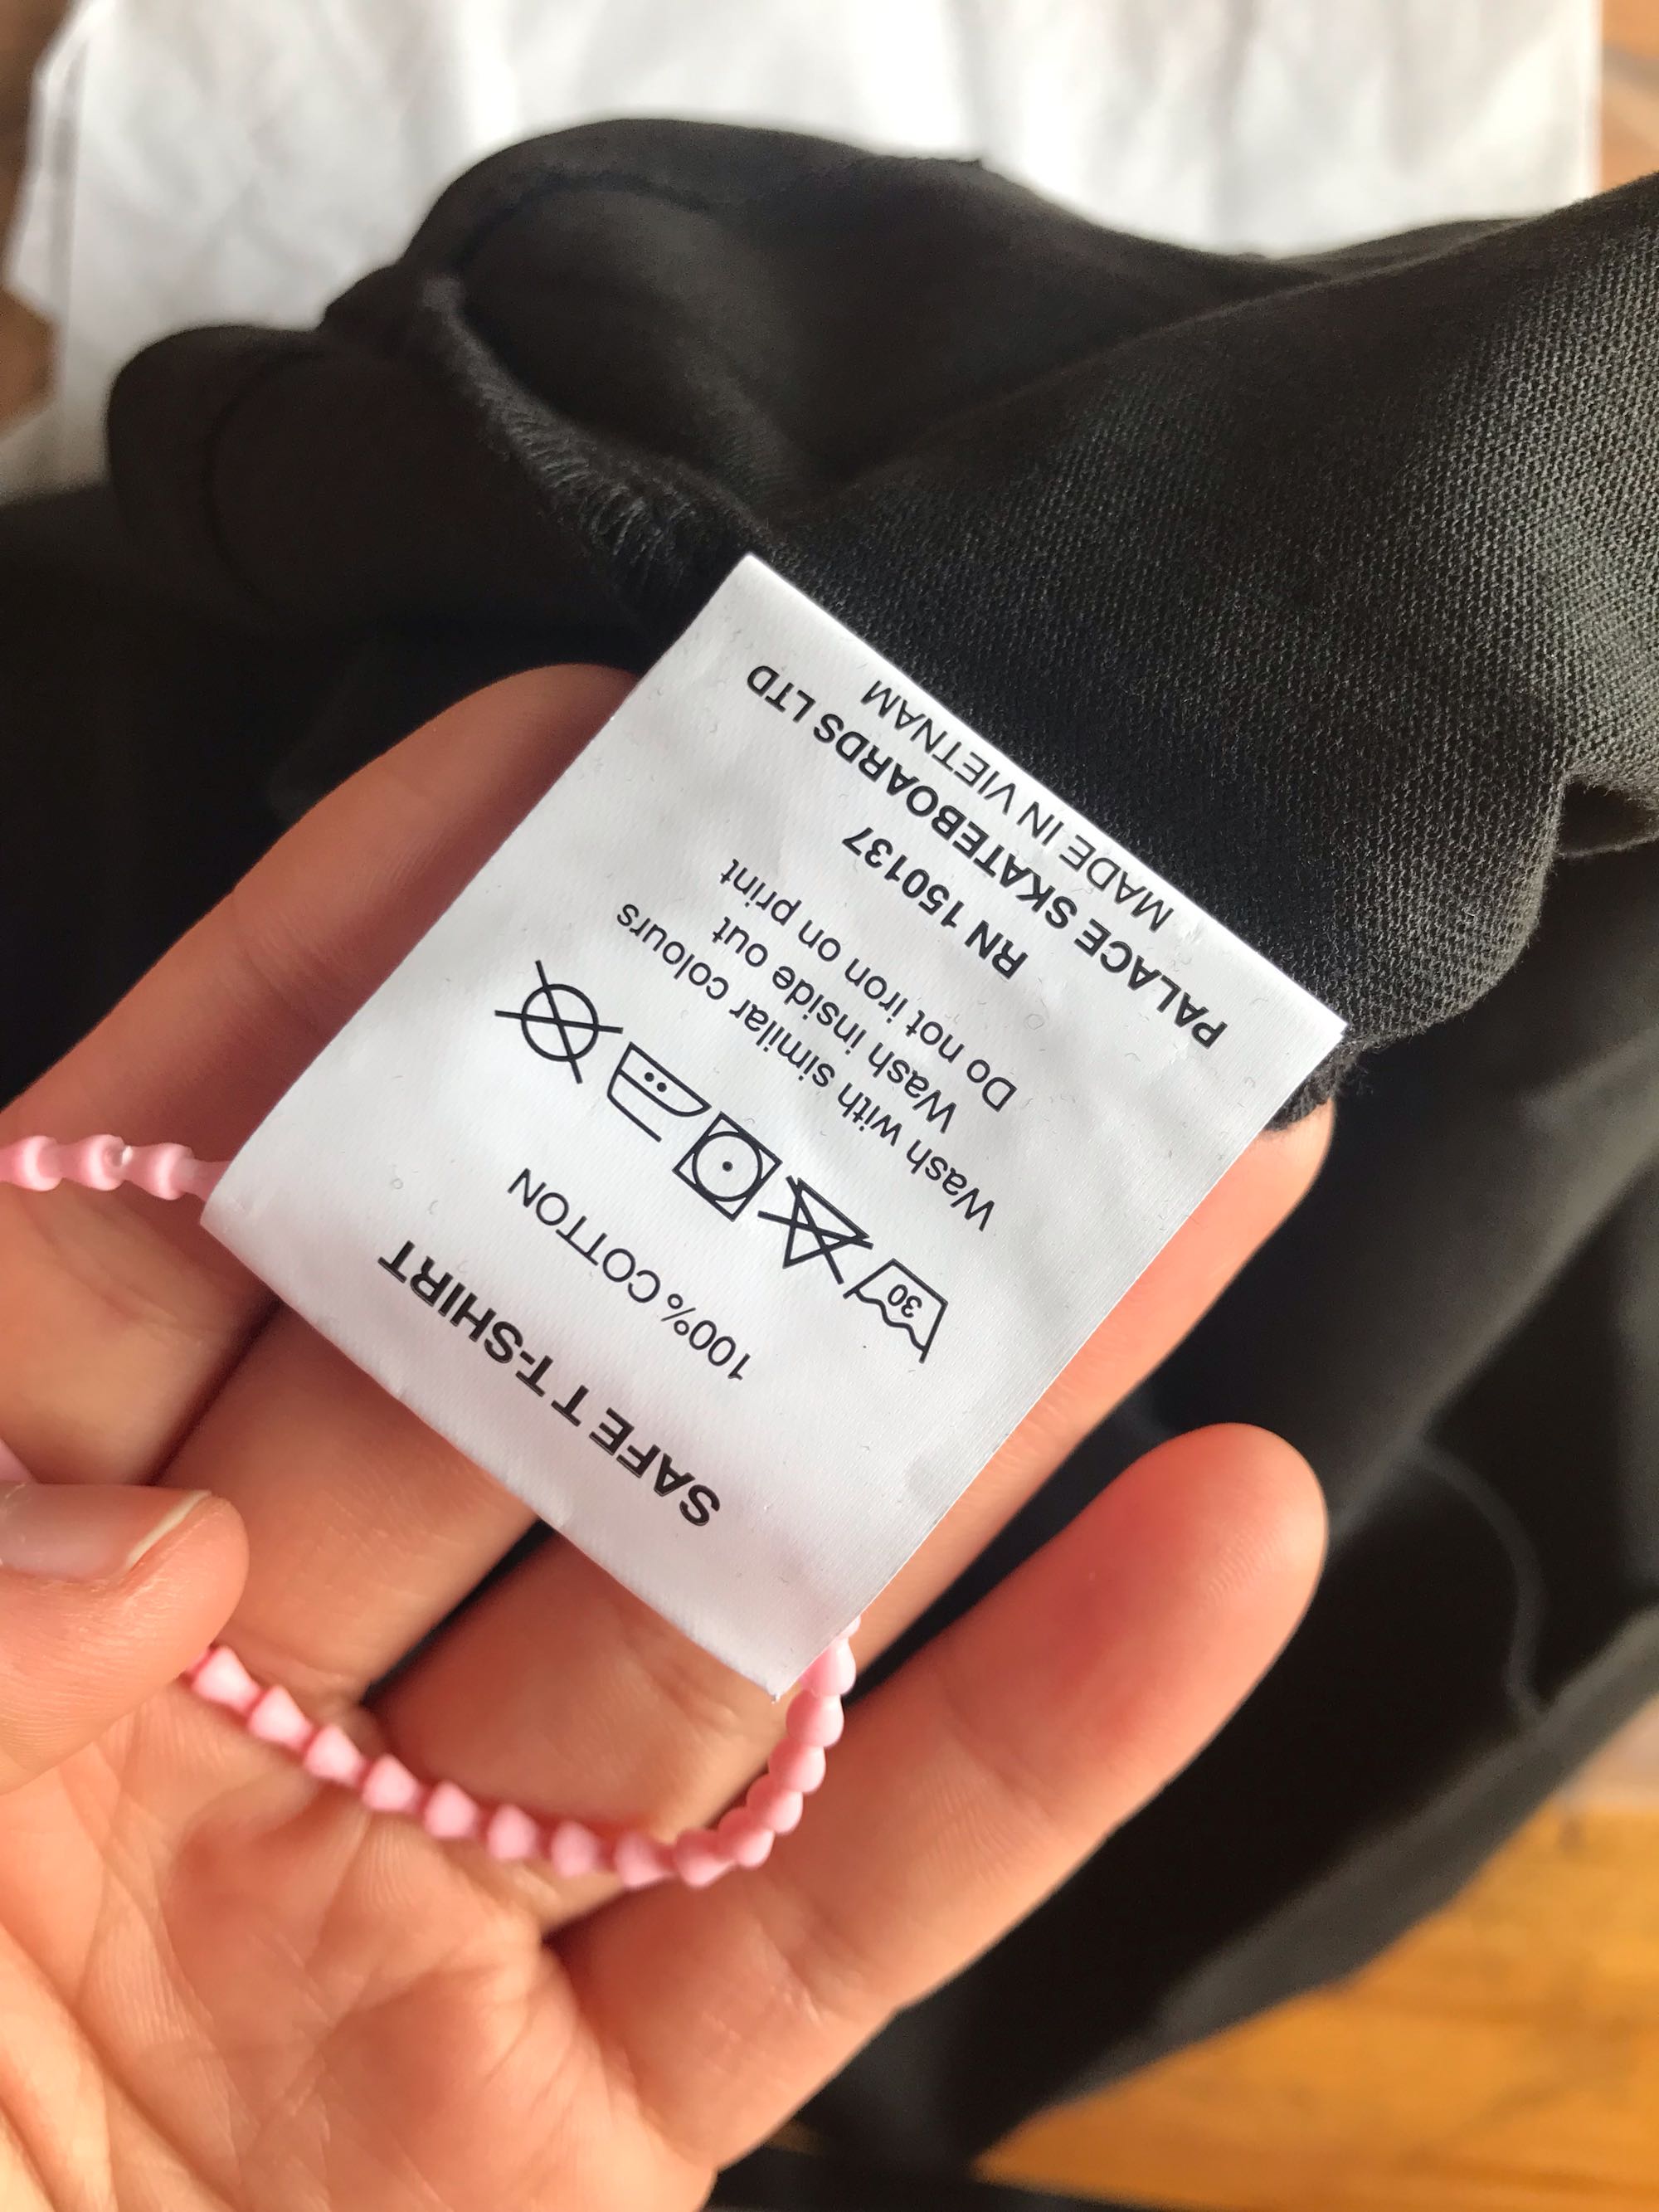 SAFE T T-SHIRT
100% COTTON
30
Wash with similar colours
Wash inside out
Do not iron on print
RN 150137
PALACE SKATEBOARDS LTD
MADE IN VIETNAM